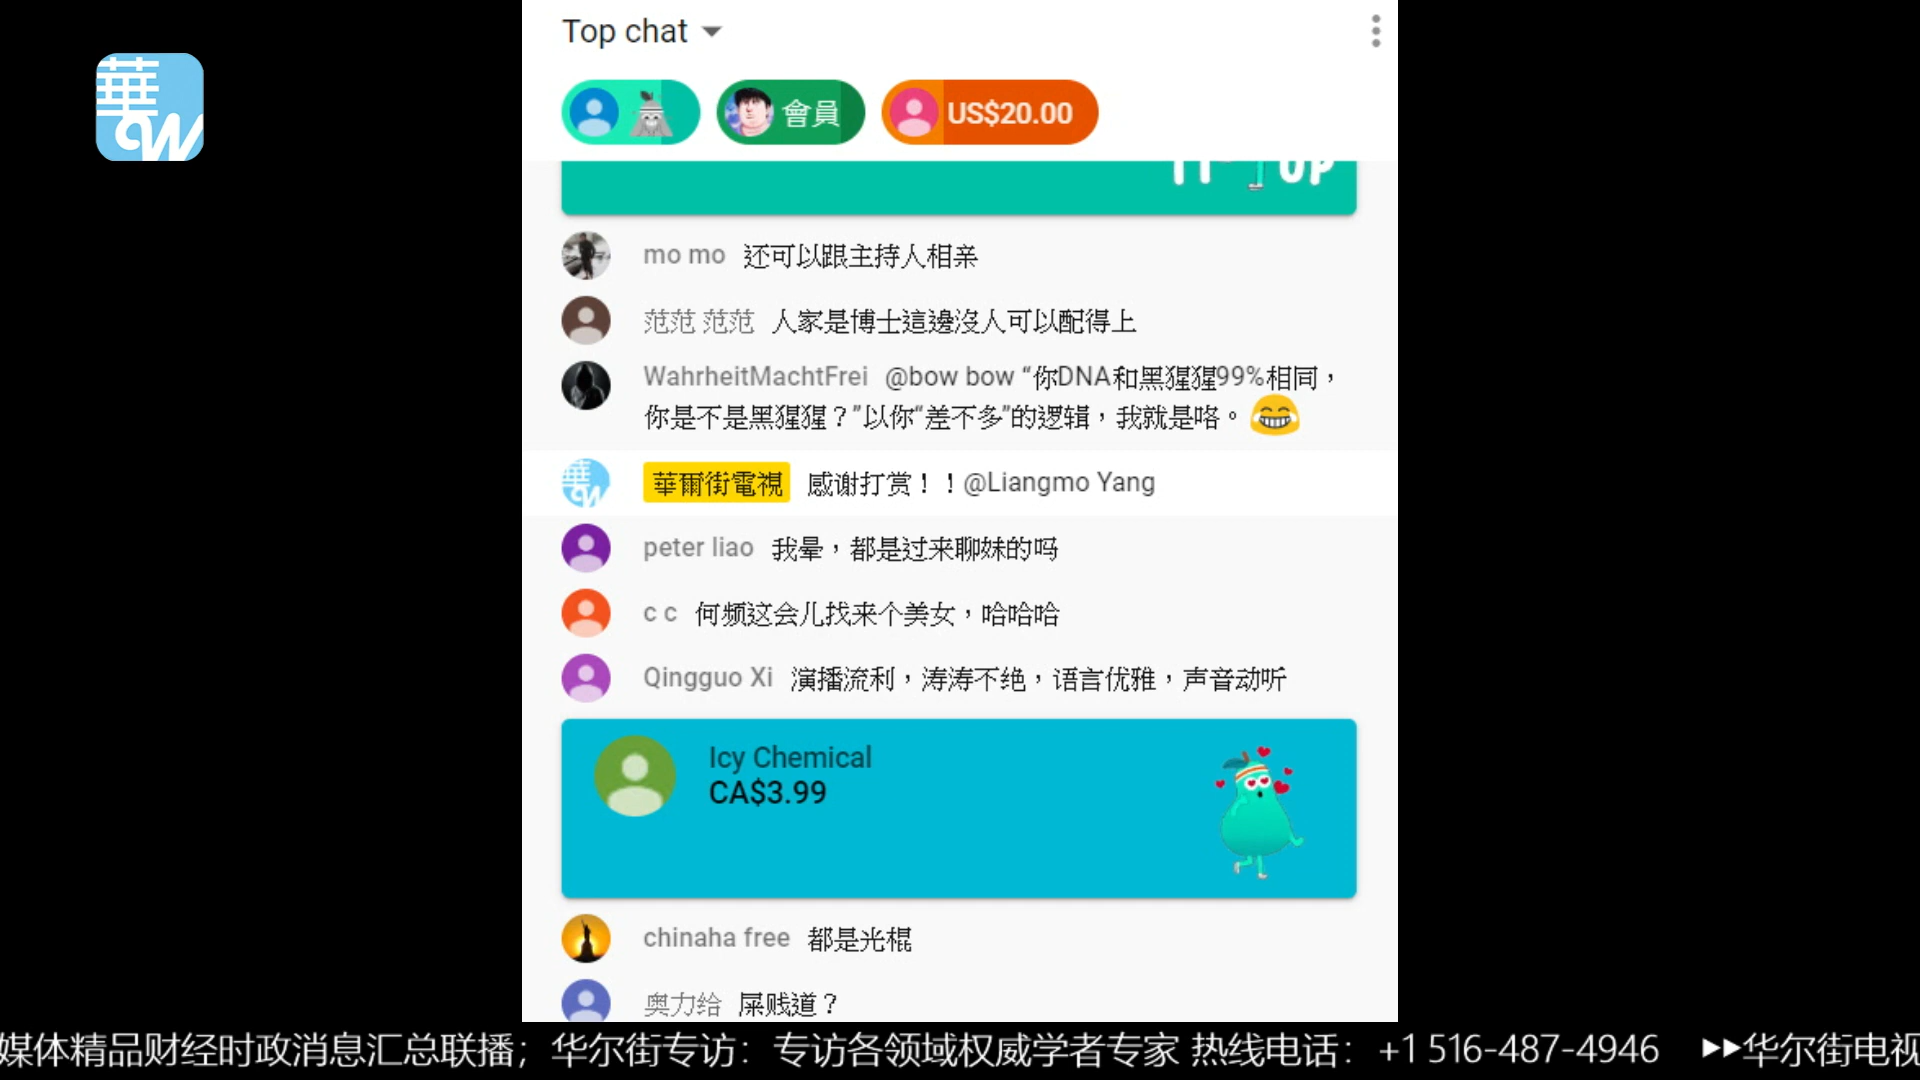 Top chat
華
W
會員
US$20.00
UP
mo mo 还可以跟主持人相亲
范范 范范 人家是博士這邊沒人可以配得上
WahrheitMachtFrei @bow bow “你DNA和黑猩猩99%相同，
你是不是黑猩猩？”以你“差不多”的逻辑，我就是咯。
華爾街電視 感谢打赏！！@Liangmo Yang
peter liao 我晕，都是过来聊妹的吗
c c 何频这会儿找来个美女，哈哈哈
Qingguo Xi 演播流利，涛涛不绝，语言优雅，声音动听
Icy Chemical
CA$3.99
chinaha free 都是光棍
奥力给 屎贱道？
媒体精品财经时政消息汇总联播；华尔街专访：专访各领域权威学者专家 热线电话：+1 516-487-4946 ▶▶华尔街电视